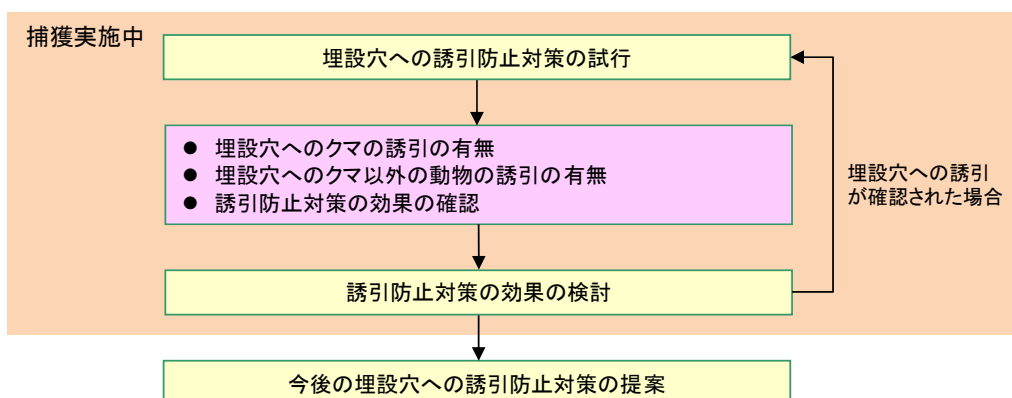 捕獲実施中
埋設穴への誘引防止対策の試行
● 埋設穴へのクマの誘引の有無
● 埋設穴へのクマ以外の動物の誘引の有無
● 誘引防止対策の効果の確認
埋設穴への誘引
が確認された場合
誘引防止対策の効果の検討
今後の埋設穴への誘引防止対策の提案